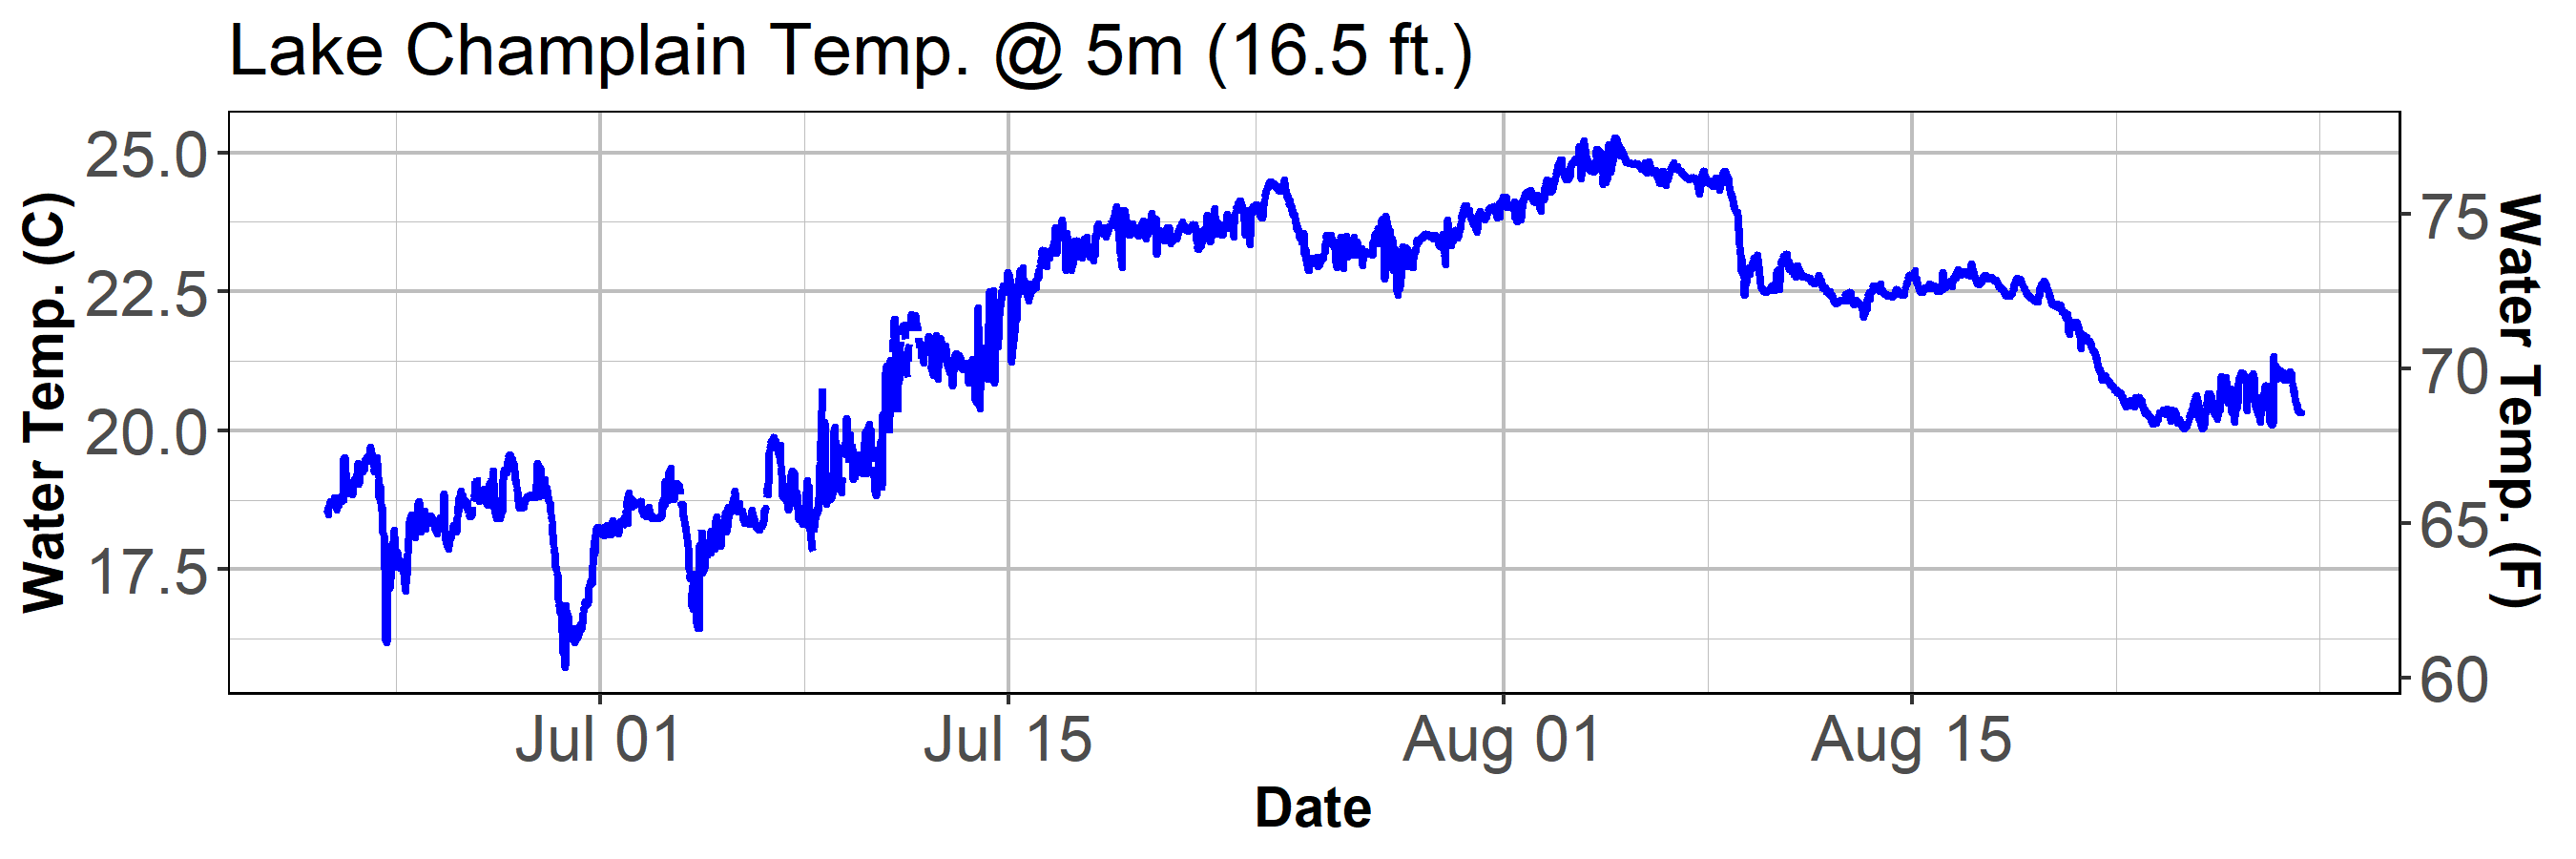 Lake Champlain Temp. @ 5m (16.5 ft.)
Water Temp. (C)
25.0
22.5
20.0
17.5
75
70
65
60
Water Temp. (F)
Jul 01
Jul 15
Aug 01
Aug 15
Date